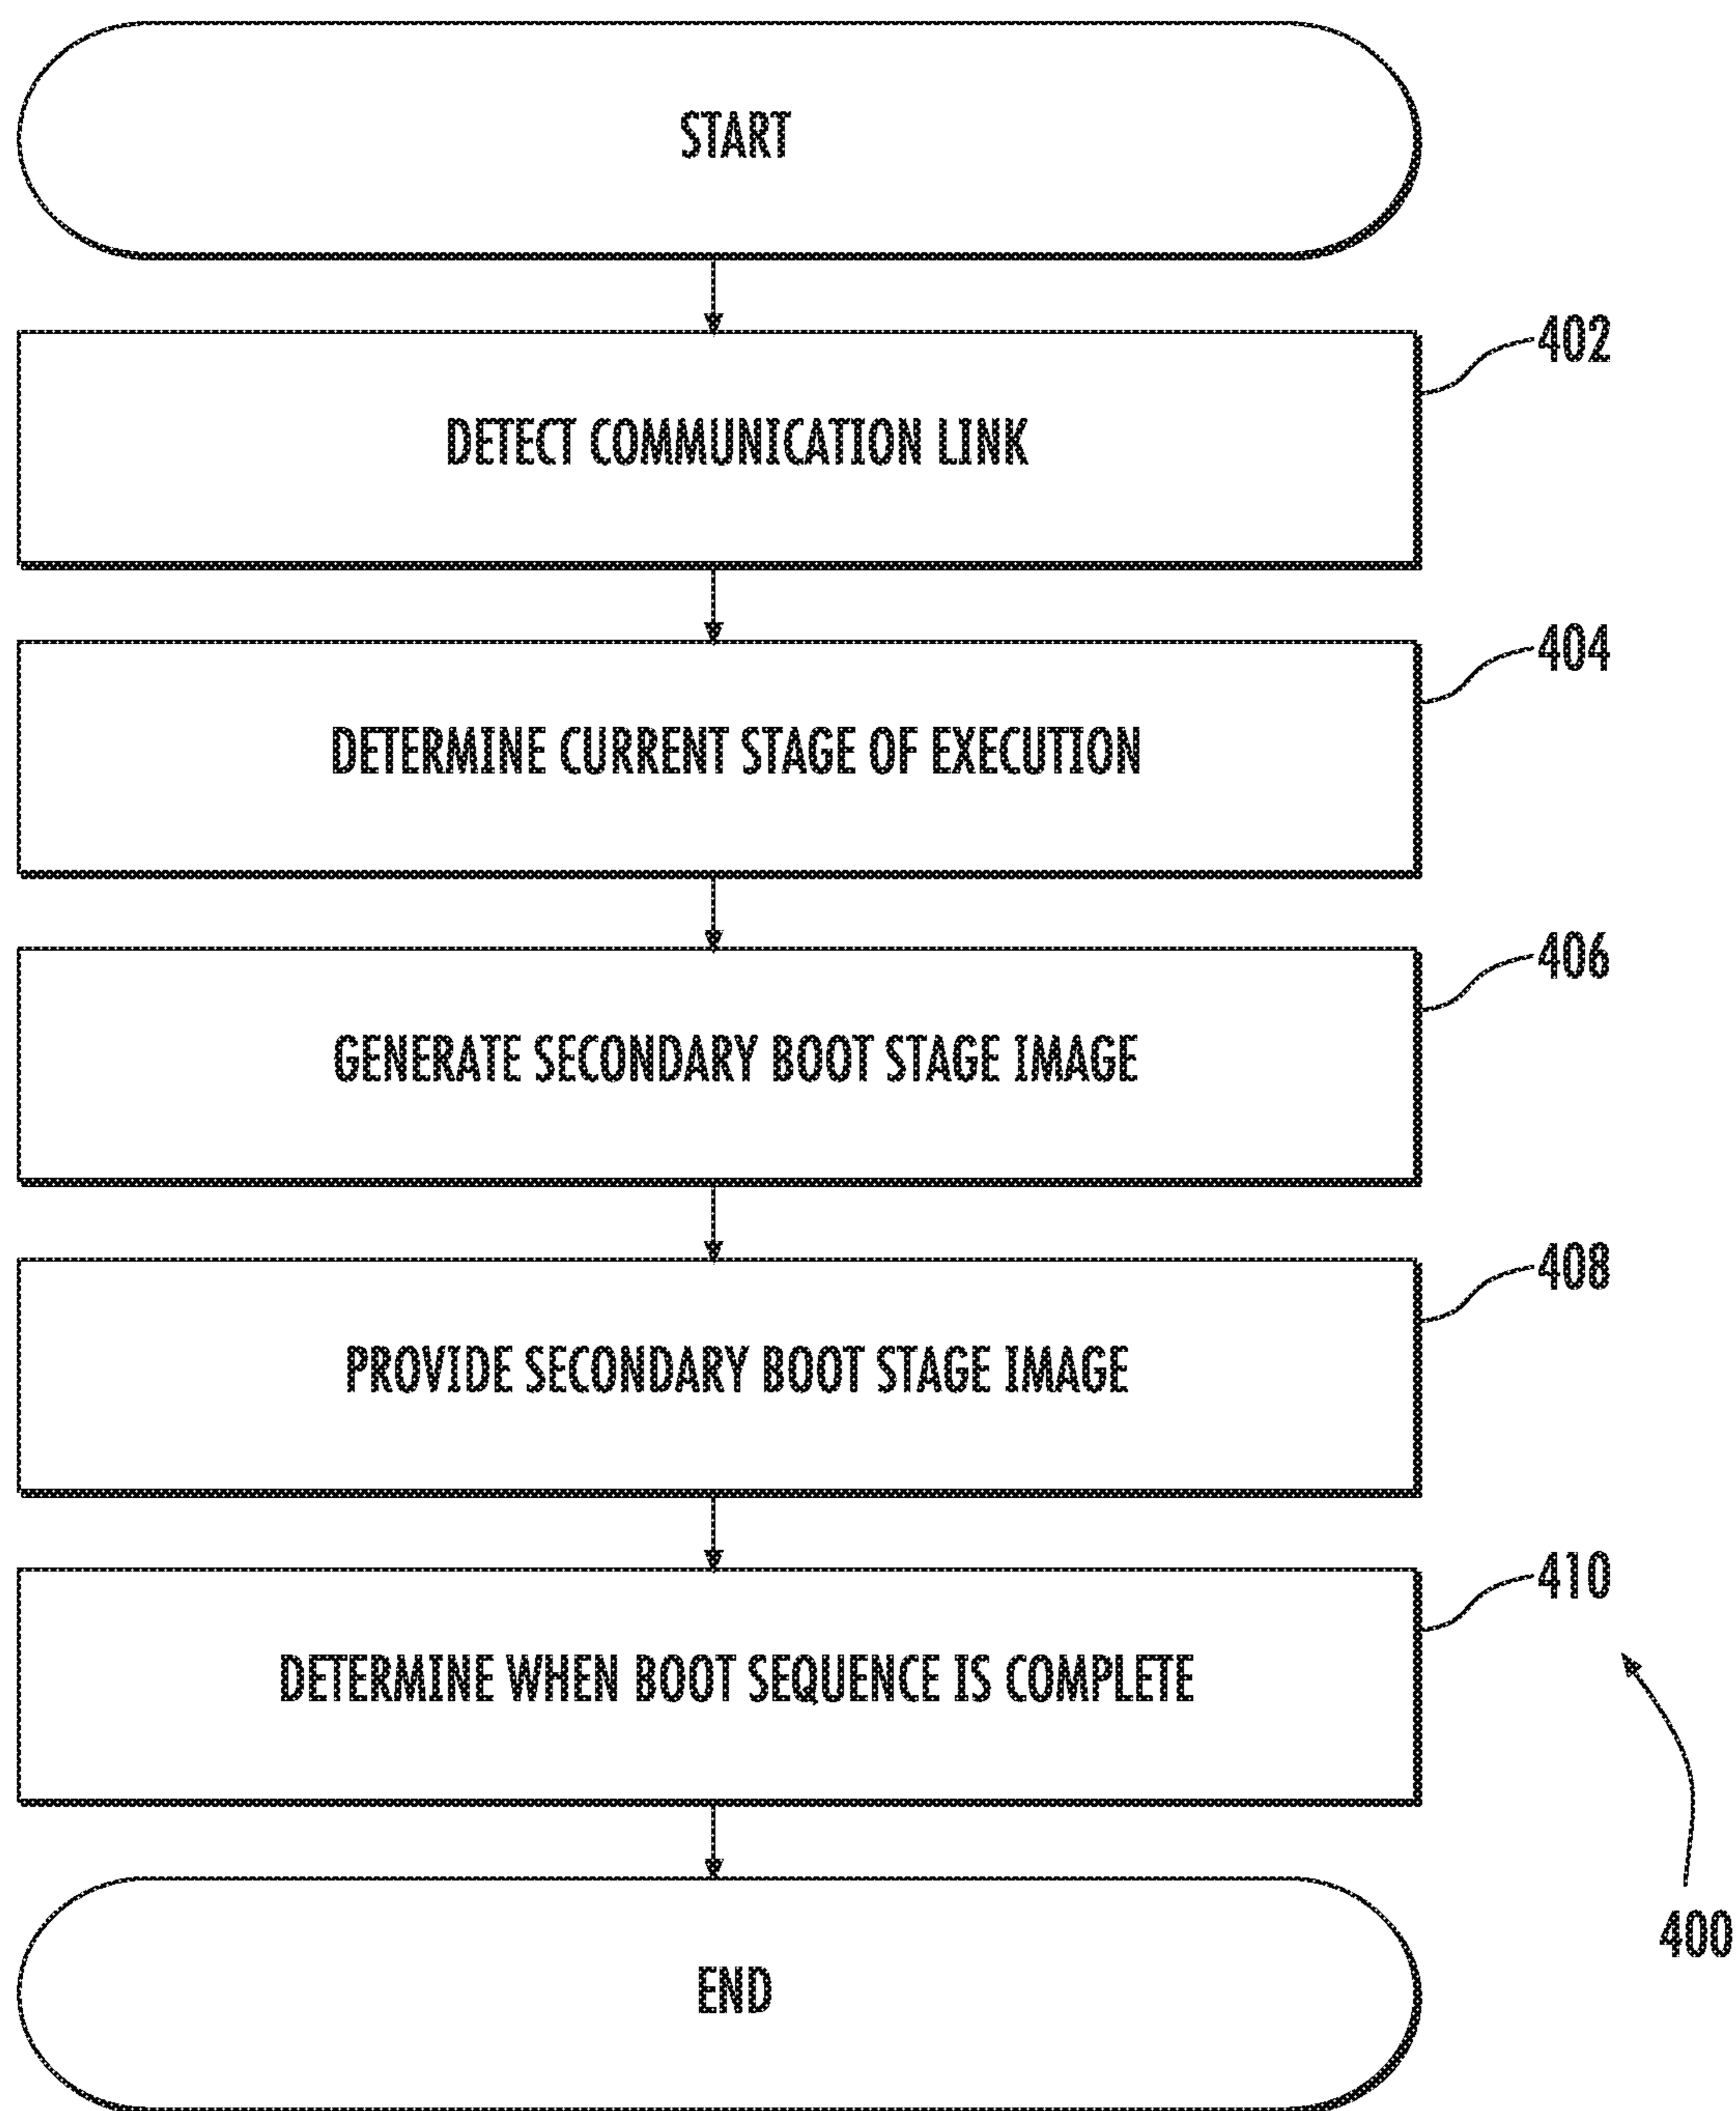 START
402
DETECT COMMUNICATION LINK
404
DETERMINE CURRENT STAGE OF EXECUTION
406
GENERATE SECONDARY BOOT STAGE IMAGE
408
PROVIDE SECONDARY BOOT STAGE IMAGE
410
DETERMINE WHEN BOOT SEQUENCE IS COMPLETE
400
END